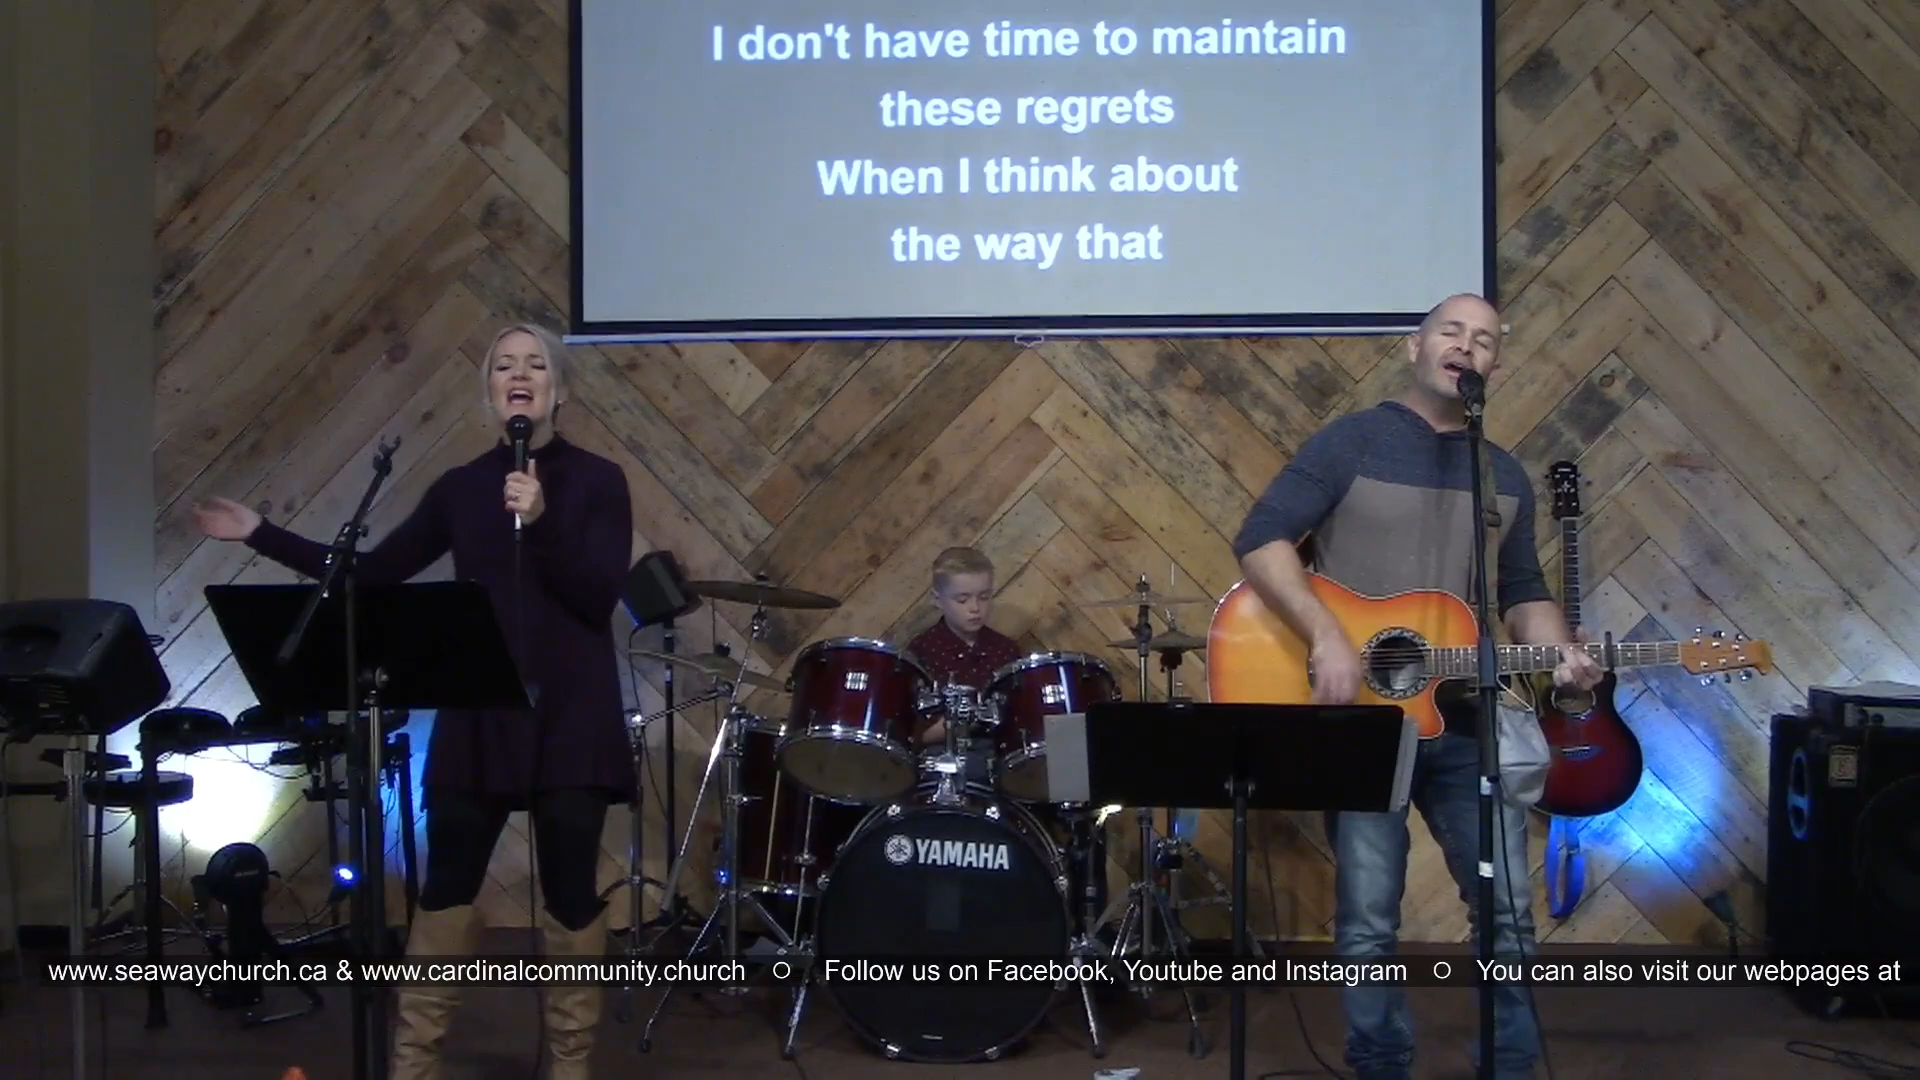 I don't have time to maintain
these regrets
When I think about
the way that
YAMAHA
www.seawaychurch.ca & www.cardinalcommunity.church O Follow us on Facebook, Youtube and Instagram O You can also visit our webpages at